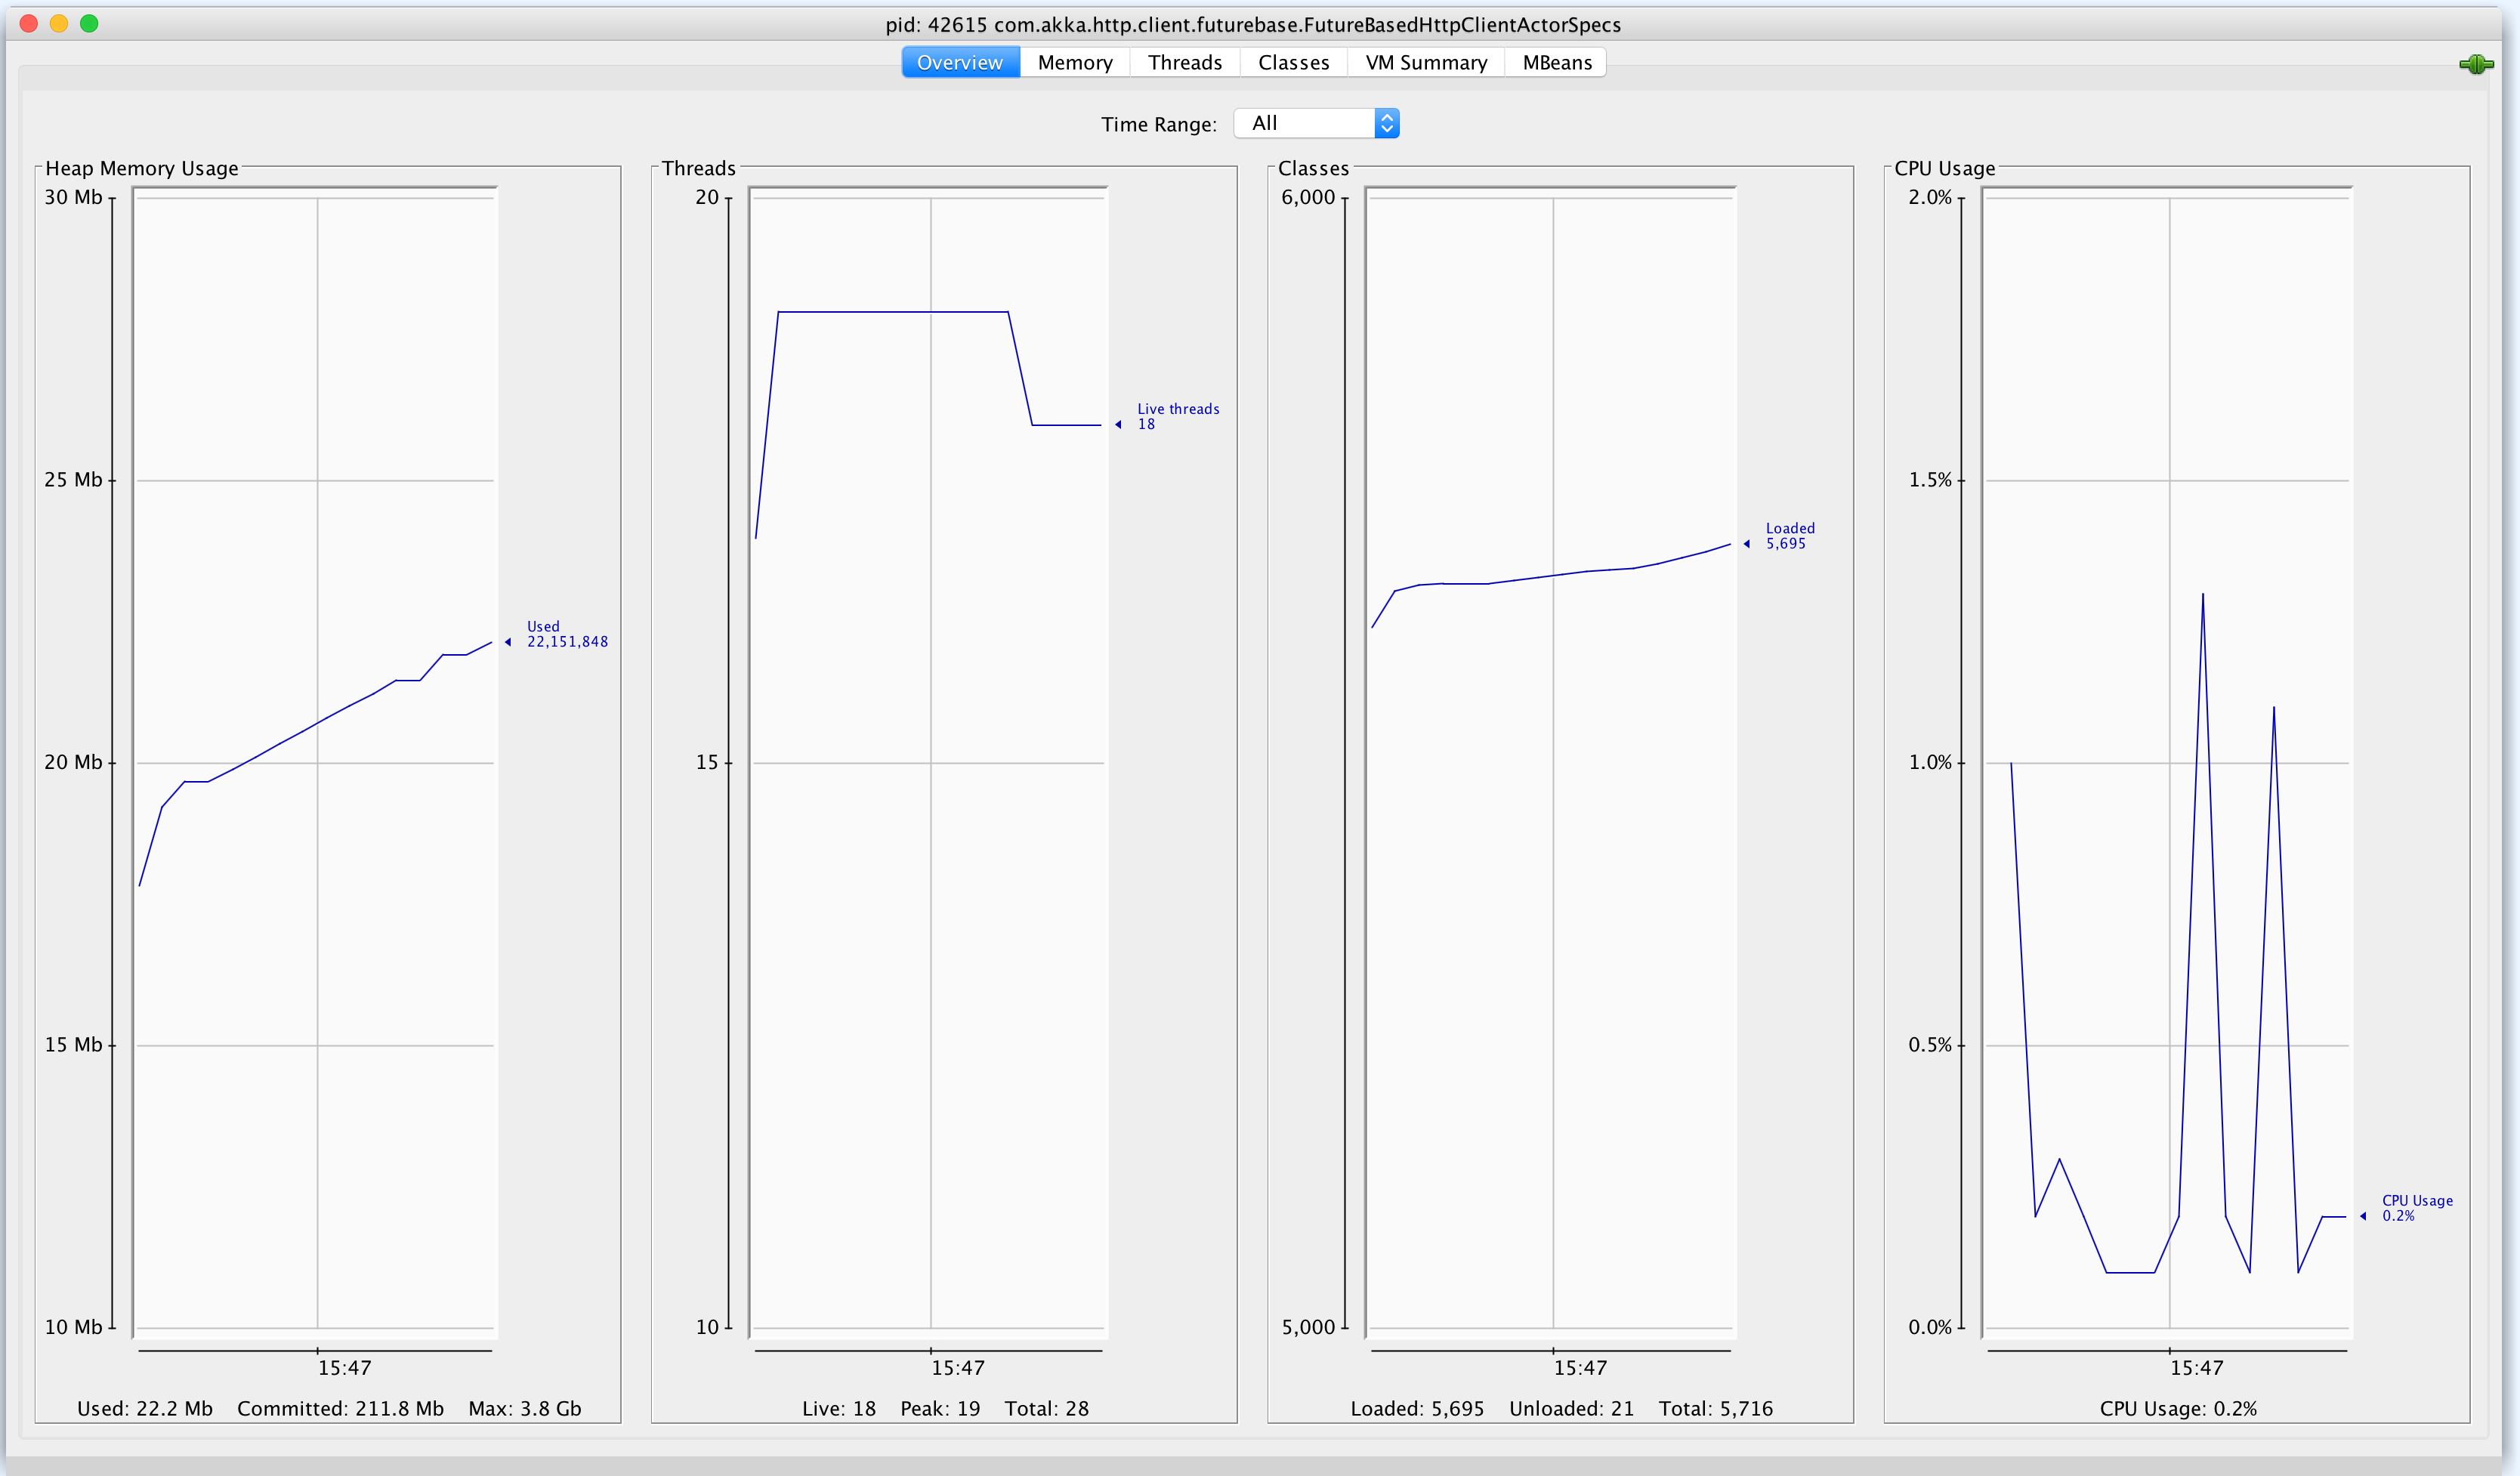 pid: 42615 com.akka.http.client.futurebase.FutureBasedHttpClientActorSpecs
Overview Memory Threads Classes VM Summary MBeans
Time Range: All
Heap Memory Usage
30 Mb
25 Mb
20 Mb
15 Mb
10 Mb
Used
22,151,848
15:47
Used: 22.2 Mb Committed: 211.8 Mb Max: 3.8 Gb
Threads
20
15
10
Live threads
18
15:47
Live: 18 Peak: 19 Total: 28
Classes
6,000
5,000
Loaded
5,695
15:47
Loaded: 5,695 Unloaded: 21 Total: 5,716
CPU Usage
2.0%
1.5%
1.0%
0.5%
0.0%
CPU Usage
0.2%
15:47
CPU Usage: 0.2%